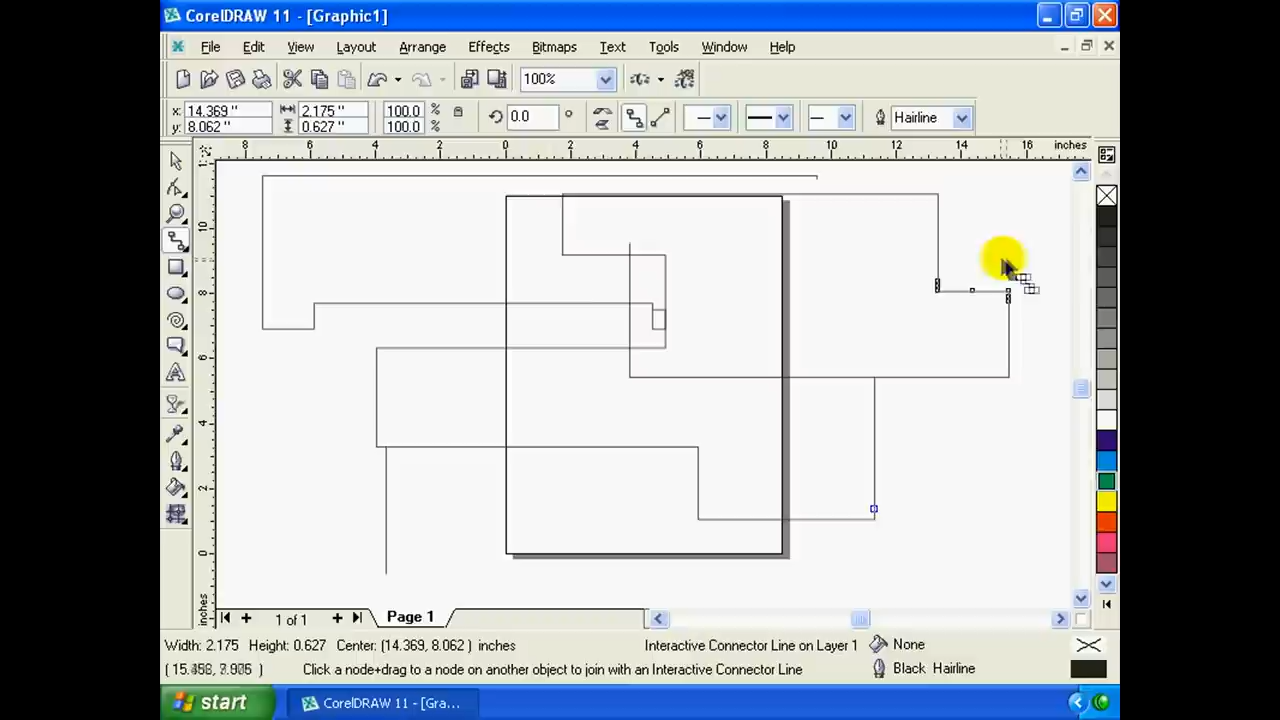 CorelDRAW 11 - [Graphic1]
File Edit View Layout Arrange Effects Bitmaps Text Tools Window Help
100%
x: 14.369 " 2.175 " 100.0 % 0.0 ° Hairline
y: 8.062 " 0.627 " 100.0 %
8 6 4 2 0 2 4 6 8 10 12 14 16 inches
10
8
6
4
2
0
inches
1 of 1 Page 1
Width: 2.175 Height: 0.627 Center: (14.369, 8.062 ) inches Interactive Connector Line on Layer 1 None
Click a node+drag to a node on another object to join with an Interactive Connector Line Black Hairline
start CorelDRAW 11 - [Gra...